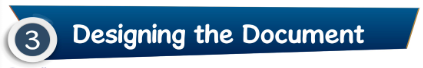 3 Designing the Document